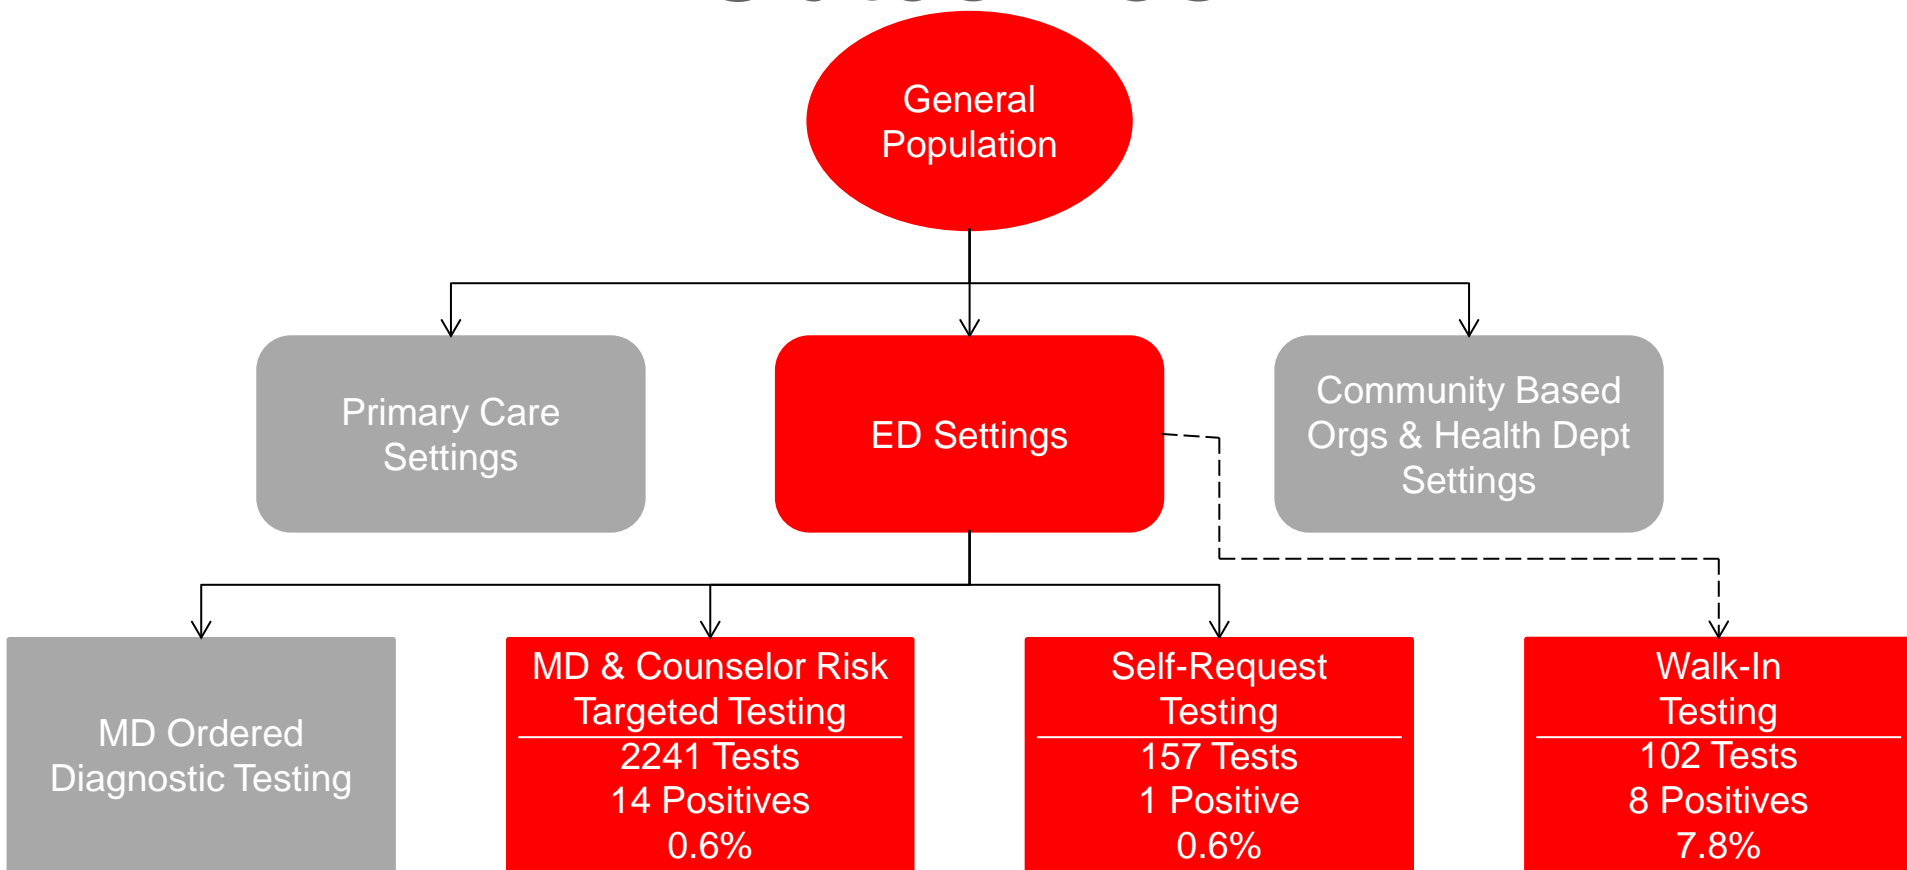 General
Population
Primary Care
Settings
ED Settings
Community Based
Orgs & Health Dept
Settings
MD Ordered
Diagnostic Testing
MD & Counselor Risk
Targeted Testing
2241 Tests
14 Positives
0.6%
Self-Request
Testing
157 Tests
1 Positive
0.6%
Walk-In
Testing
102 Tests
8 Positives
7.8%